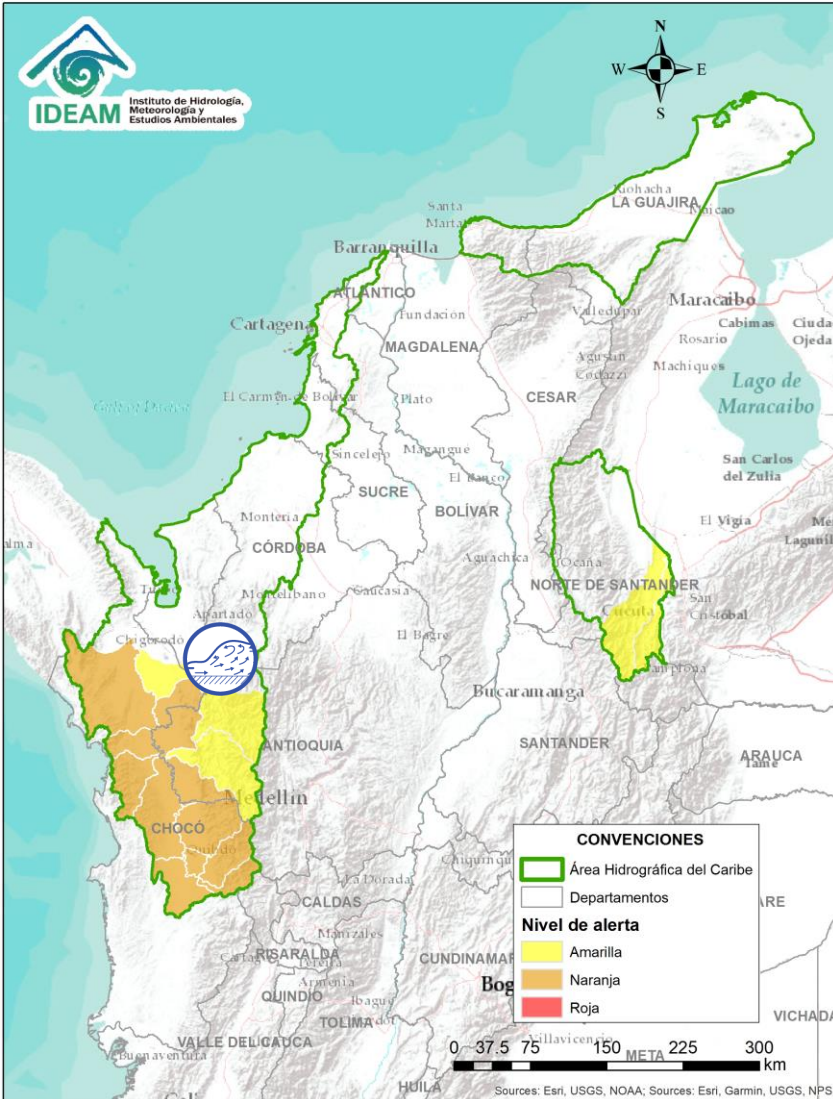 IDEAM
Instituto de Hidrología,
Meteorología y
Estudios Ambientales
N
W
E
S
Riohacha
LA GUAJIRA
Maicao
Santa
Marta
Barranquilla
ATLÁNTICO
Maracaibo
Cabimas
Ciudad
Ojeda
Fundación
Valledupar
Rosario
Cartagena
MAGDALENA
Agustín
Codazzi
Machiques
Lago de
Maracaibo
El Carmen de Bolívar
Plato
CESAR
Sincelejo
Magangué
San Carlos
del Zulia
SUCRE
El Banco
BOLÍVAR
Montería
El Vigía
CÓRDOBA
Aguachica
Ocaña
NORTE DE SANTANDER
Montelíbano
Caucasia
Apartadó
Cúcuta
San
Cristóbal
Chigorodó
El Bagre
Pamplona
Bucaramanga
ANTIOQUIA
SANTANDER
ARAUCA
Tame
Medellín
CHOCÓ
Quibdó
La Dorada
CALDAS
Manizales
RISARALDA
Pereira
CUNDINAMAR
Armenia
QUINDÍO
Ibagué
Bog
TOLIMA
VALLE DEL CAUCA
Buenaventura
Villavicencio
META
VICHADA
HUILA
CONVENCIONES
Área Hidrográfica del Caribe
Departamentos
Nivel de alerta
Amarilla
Naranja
Roja
0 37.5 75 150 225 300
km
Sources: Esri, USGS, NOAA; Sources: Esri, Garmin, USGS, NPS